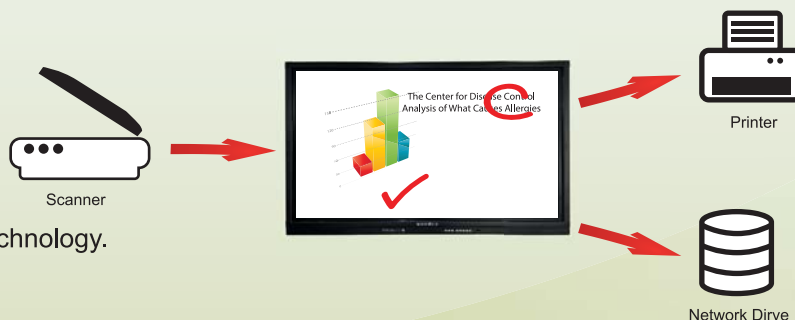 The Center for Disease Control
Analysis of What Causes Allergies
Printer
Scanner
chnology.
Network Dirve